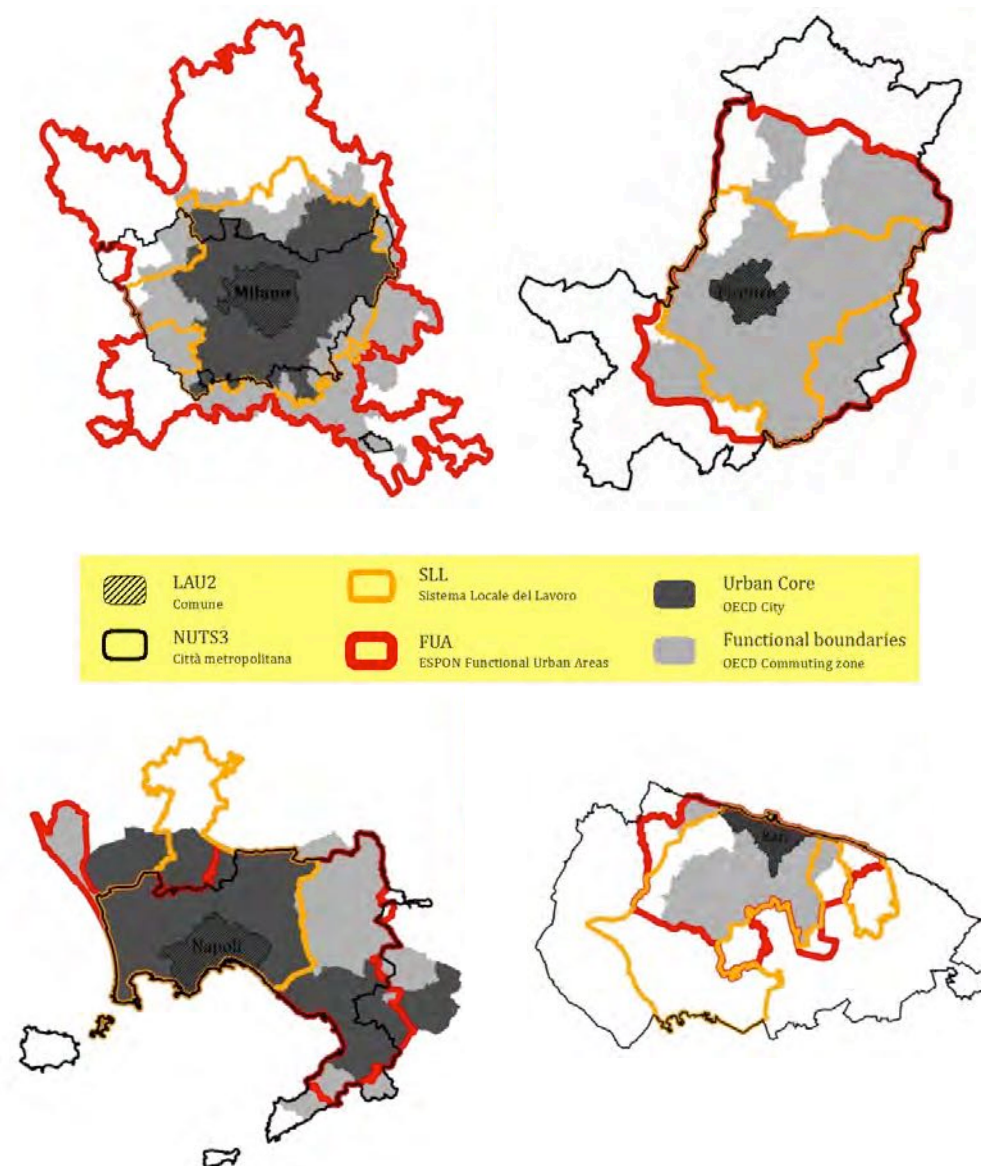 Milano
Firenze
LAU2
Comune
NUTS3
Città metropolitana
SLL
Sistema Locale del Lavoro
FUA
ESPON Functional Urban Areas
Urban Core
OECD City
Functional boundaries
OECD Commuting zone
Napoli
Bari